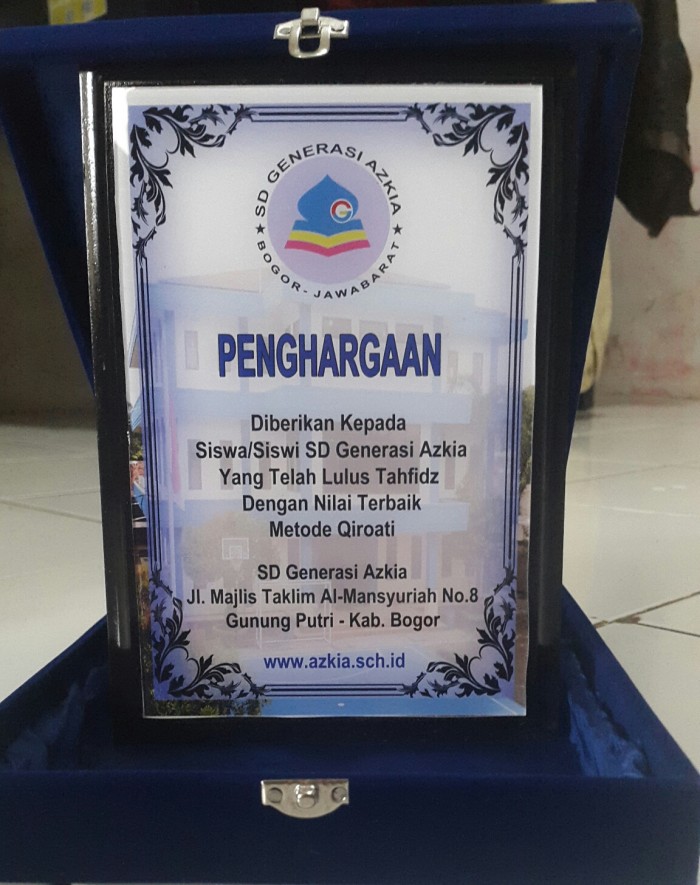 SD GENERASI AZKIA
BOGOR - JAWABARAT
G
PENGHARGAAN
Diberikan Kepada
Siswa/Siswi SD Generasi Azkia
Yang Telah Lulus Tahfidz
Dengan Nilai Terbaik
Metode Qiroati
SD Generasi Azkia
Jl. Majlis Taklim Al-Mansyuriah No.8
Gunung Putri - Kab. Bogor
www.azkia.sch.id